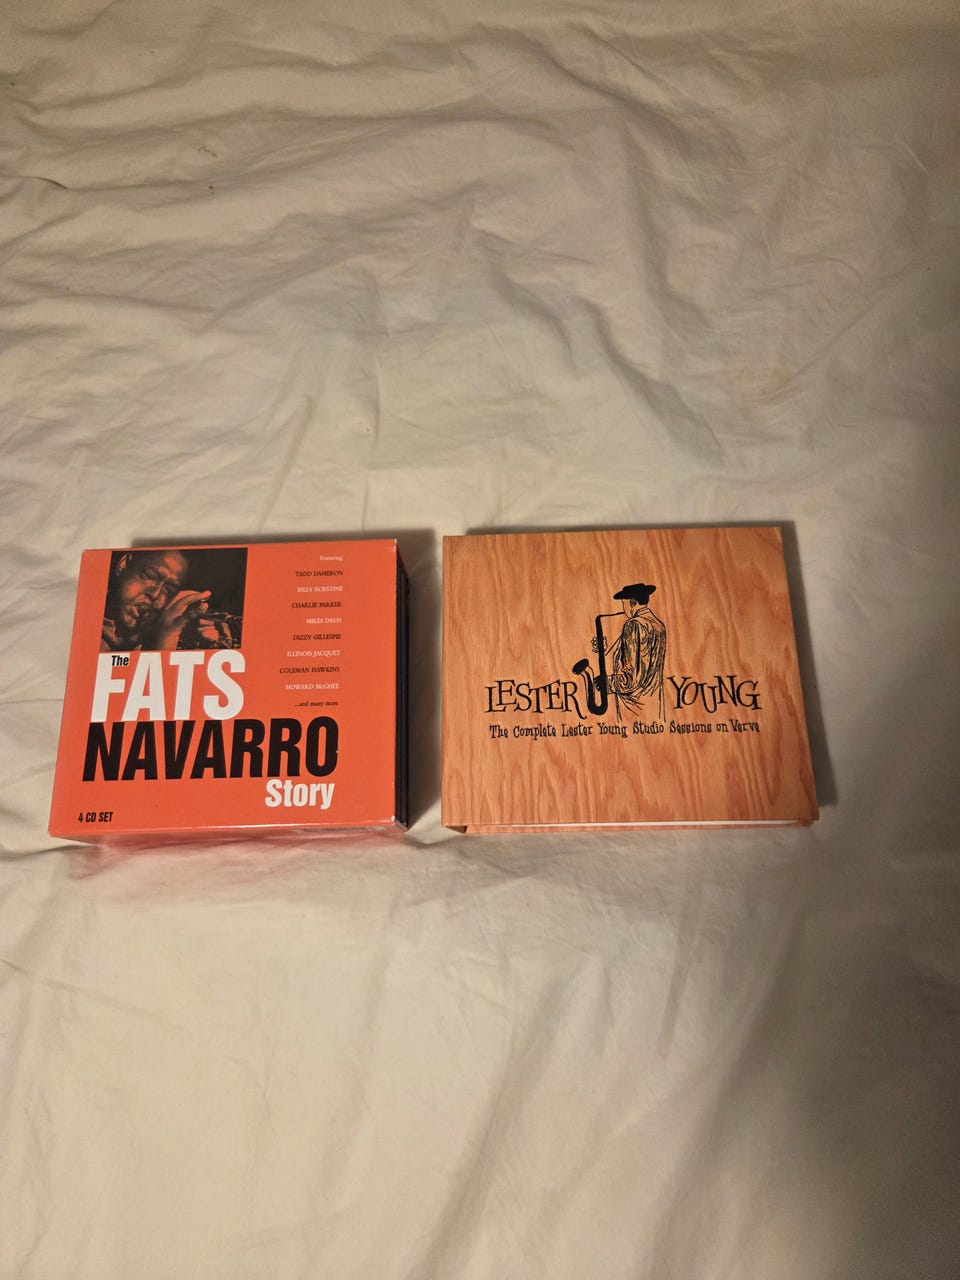 Featuring
TADD DAMERON
BILLY ECKSTINE
CHARLIE PARKER
MILES DAVIS
DIZZY GILLESPIE
ILLINOIS JACQUET
COLEMAN HAWKINS
HOWARD McGHEE
...and many more
The
FATS
NAVARRO
Story
4 CD SET
LESTER YOUNG
The Complete Lester Young Studio Sessions on Verve